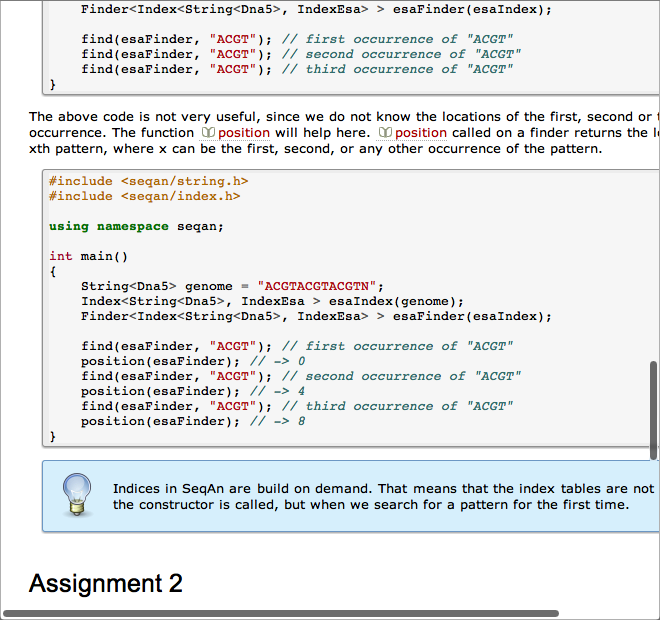 Finder<Index<String<Dna5>, IndexEsa> > esaFinder(esaIndex);
find(esaFinder, "ACGT"); // first occurrence of "ACGT"
find(esaFinder, "ACGT"); // second occurrence of "ACGT"
find(esaFinder, "ACGT"); // third occurrence of "ACGT"
}
The above code is not very useful, since we do not know the locations of the first, second or
occurrence. The function position will help here. position called on a finder returns the
xth pattern, where x can be the first, second, or any other occurrence of the pattern.
#include <seqan/string.h>
#include <seqan/index.h>
using namespace seqan;
int main()
{
String<Dna5> genome = "ACGTACGTACGTN";
Index<String<Dna5>, IndexEsa > esaIndex(genome);
Finder<Index<String<Dna5>, IndexEsa> > esaFinder(esaIndex);
find(esaFinder, "ACGT"); // first occurrence of "ACGT"
position(esaFinder); // -> 0
find(esaFinder, "ACGT"); // second occurrence of "ACGT"
position(esaFinder); // -> 4
find(esaFinder, "ACGT"); // third occurrence of "ACGT"
position(esaFinder); // -> 8
}
Indices in SeqAn are build on demand. That means that the index tables are not
the constructor is called, but when we search for a pattern for the first time.
Assignment 2